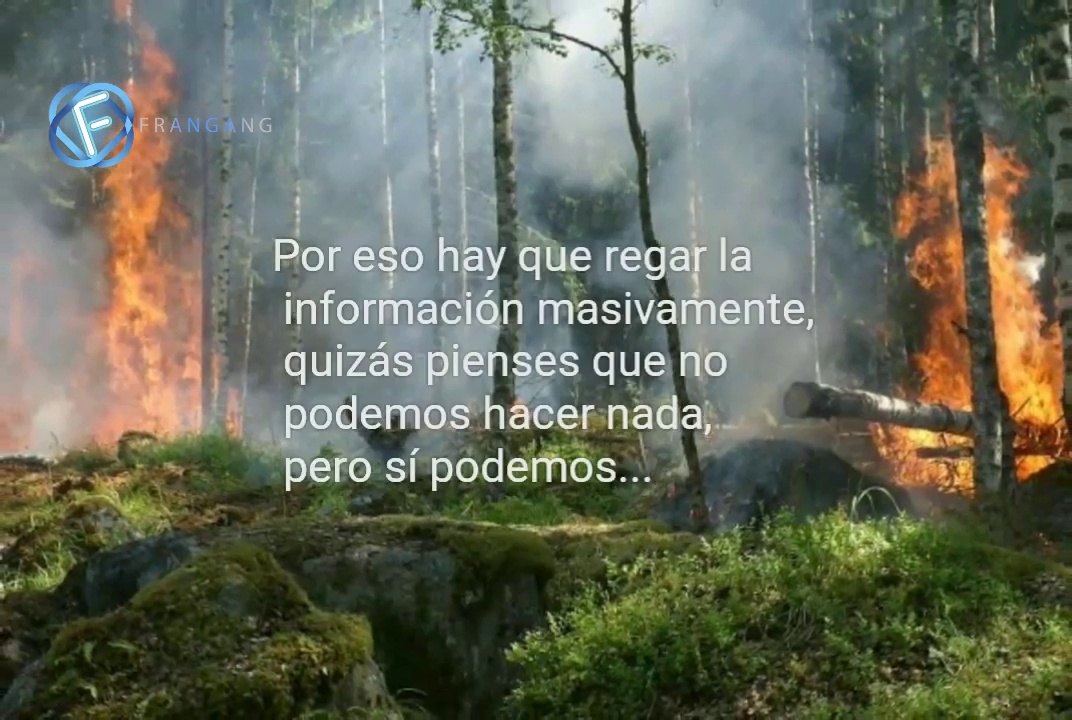 FRANGANG
Por eso hay que regar la
información masivamente,
quizás pienses que no
podemos hacer nada,
pero sí podemos...